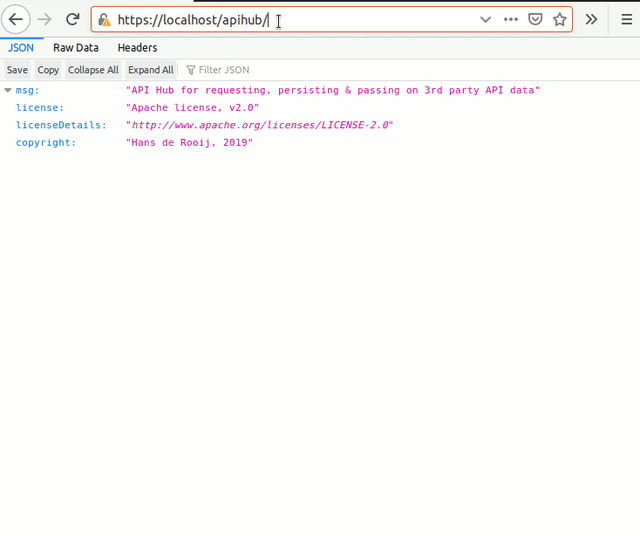 https://localhost/apihub/
JSON Raw Data Headers
Save Copy Collapse All Expand All Filter JSON
msg: "API Hub for requesting, persisting & passing on 3rd party API data"
license: "Apache license, v2.0"
licenseDetails: "http://www.apache.org/licenses/LICENSE-2.0"
copyright: "Hans de Rooij, 2019"